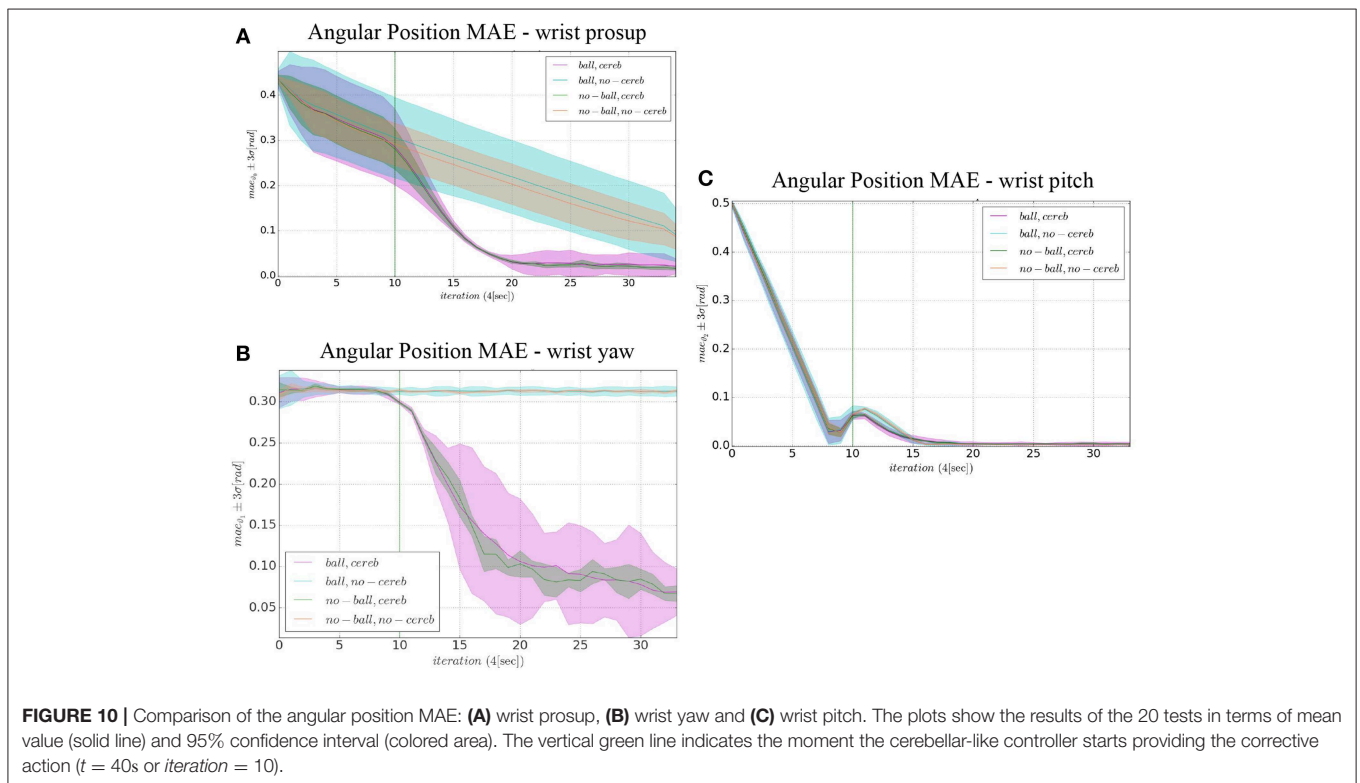 A
Angular Position MAE - wrist prosup
ball, cereb
ball, no − cereb
no − ball, cereb
no − ball, no − cereb
0.4
0.3
0.2
0.1
0.0
0 5 10 15 20 25 30
iteration (4[sec)
B
Angular Position MAE - wrist yaw
0.30
0.25
0.20
0.15
0.10
0.05
ball, cereb
ball, no − cereb
no − ball, cereb
no − ball, no − cereb
0 5 10 15 20 25 30
iteration (4[sec])
C
Angular Position MAE - wrist pitch
ball, cereb
ball, no − cereb
no − ball, cereb
no − ball, no − cereb
0.5
0.4
0.3
0.2
0.1
0.0
0 5 10 15 20 25 30
iteration (4[sec])
FIGURE 10 | Comparison of the angular position MAE: (A) wrist prosup, (B) wrist yaw and (C) wrist pitch. The plots show the results of the 20 tests in terms of mean
value (solid line) and 95% confidence interval (colored area). The vertical green line indicates the moment the cerebellar-like controller starts providing the corrective
action (t = 40s or iteration = 10).